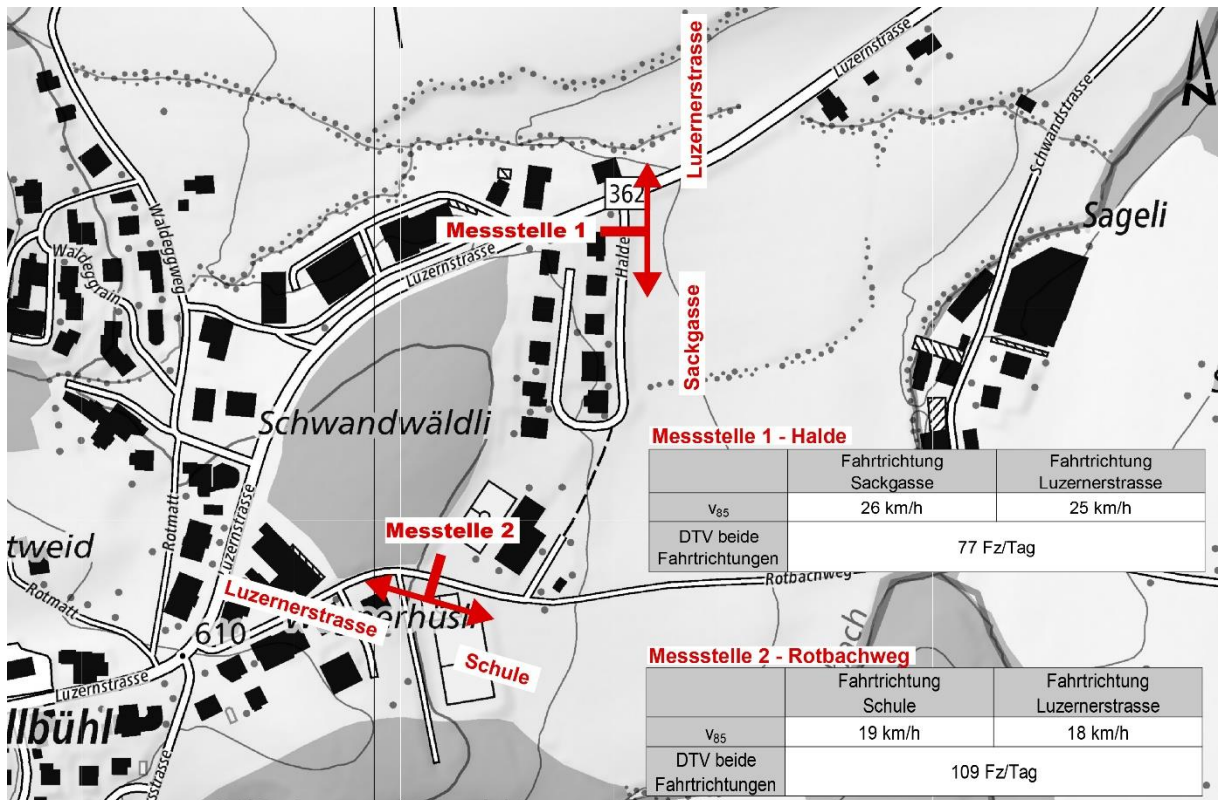 Luzernstrasse
Luzernerstrasse
Schwandstrasse
Sageli
362
Messstelle 1
Halde
Sackgasse
Waldeggweg
Waldeggrain
Luzernstrasse
Schwandwäldli
Messtelle 2
Rotmatt
Luzernstrasse
tweid
Rotmatt
Luzernerstrasse
610
Schule
Rotbachweg
Luzernstrasse
llbühl
Messstelle 1 - Halde
Fahrtrichtung Sackgasse
Fahrtrichtung Luzernerstrasse
v85 26 km/h 25 km/h
DTV beide Fahrtrichtungen 77 Fz/Tag
Messstelle 2 - Rotbachweg
Fahrtrichtung Schule
Fahrtrichtung Luzernerstrasse
v85 19 km/h 18 km/h
DTV beide Fahrtrichtungen 109 Fz/Tag